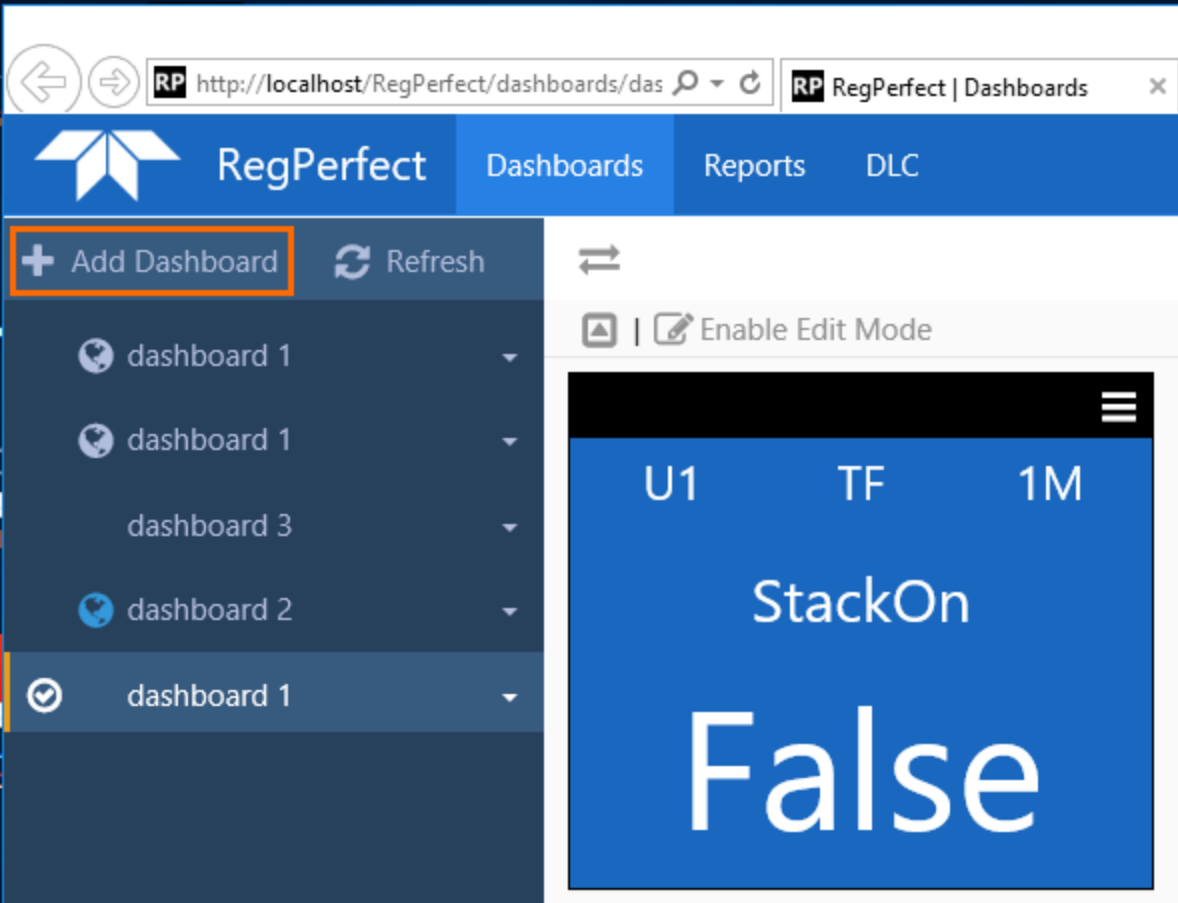 RP http://localhost/RegPerfect/dashboards/das
RP RegPerfect | Dashboards
RegPerfect Dashboards Reports DLC
Add Dashboard Refresh
| Enable Edit Mode
dashboard 1
dashboard 1
dashboard 3
dashboard 2
dashboard 1
U1 TF 1M
StackOn
False